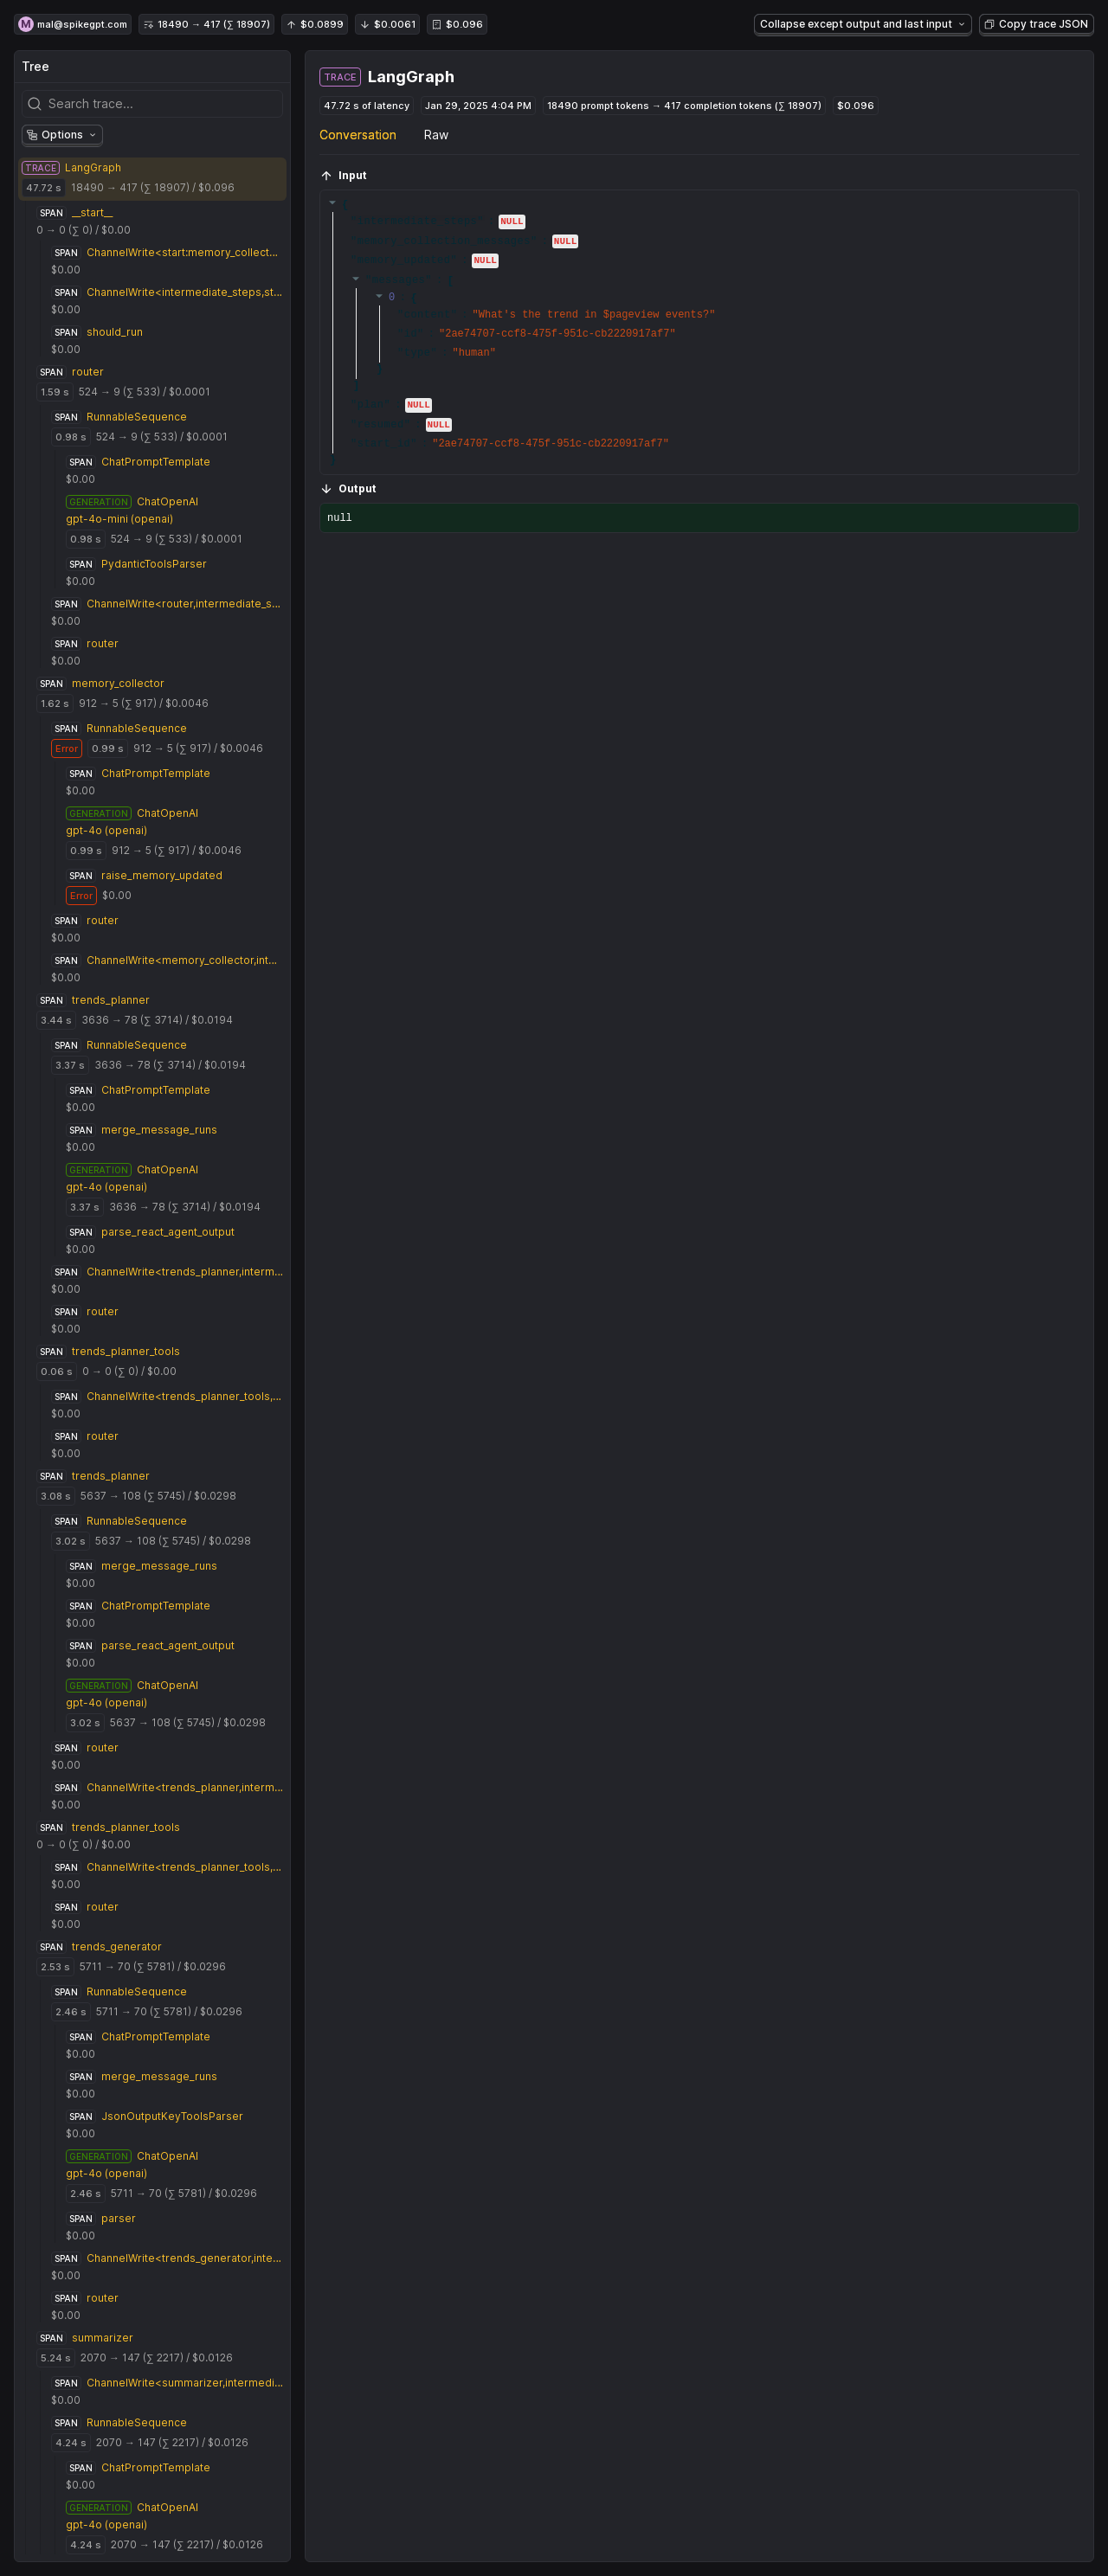 M mal@spikegpt.com 18490 → 417 (∑ 18907) $0.0899 $0.0061 $0.096 Collapse except output and last input Copy trace JSON
Tree
Search trace...
Options
TRACE LangGraph
47.72 s 18490 → 417 (∑ 18907) / $0.096
SPAN __start__
0 → 0 (∑ 0) / $0.00
SPAN ChannelWrite<start:memory_collect...
$0.00
SPAN ChannelWrite<intermediate_steps,st...
$0.00
SPAN should_run
$0.00
SPAN router
1.59 s 524 → 9 (∑ 533) / $0.0001
SPAN RunnableSequence
0.98 s 524 → 9 (∑ 533) / $0.0001
SPAN ChatPromptTemplate
$0.00
GENERATION ChatOpenAI
gpt-4o-mini (openai)
0.98 s 524 → 9 (∑ 533) / $0.0001
SPAN PydanticToolsParser
$0.00
SPAN ChannelWrite<router,intermediate_s...
$0.00
SPAN router
$0.00
SPAN memory_collector
1.62 s 912 → 5 (∑ 917) / $0.0046
SPAN RunnableSequence
Error 0.99 s 912 → 5 (∑ 917) / $0.0046
SPAN ChatPromptTemplate
$0.00
GENERATION ChatOpenAI
gpt-4o (openai)
0.99 s 912 → 5 (∑ 917) / $0.0046
SPAN raise_memory_updated
Error $0.00
SPAN router
$0.00
SPAN ChannelWrite<memory_collector,int...
$0.00
SPAN trends_planner
3.44 s 3636 → 78 (∑ 3714) / $0.0194
SPAN RunnableSequence
3.37 s 3636 → 78 (∑ 3714) / $0.0194
SPAN ChatPromptTemplate
$0.00
SPAN merge_message_runs
$0.00
GENERATION ChatOpenAI
gpt-4o (openai)
3.37 s 3636 → 78 (∑ 3714) / $0.0194
SPAN parse_react_agent_output
$0.00
SPAN ChannelWrite<trends_planner,interm...
$0.00
SPAN router
$0.00
SPAN trends_planner_tools
0.06 s 0 → 0 (∑ 0) / $0.00
SPAN ChannelWrite<trends_planner_tools,...
$0.00
SPAN router
$0.00
SPAN trends_planner
3.08 s 5637 → 108 (∑ 5745) / $0.0298
SPAN RunnableSequence
3.02 s 5637 → 108 (∑ 5745) / $0.0298
SPAN merge_message_runs
$0.00
SPAN ChatPromptTemplate
$0.00
SPAN parse_react_agent_output
$0.00
GENERATION ChatOpenAI
gpt-4o (openai)
3.02 s 5637 → 108 (∑ 5745) / $0.0298
SPAN router
$0.00
SPAN ChannelWrite<trends_planner,interm...
$0.00
SPAN trends_planner_tools
0 → 0 (∑ 0) / $0.00
SPAN ChannelWrite<trends_planner_tools,...
$0.00
SPAN router
$0.00
SPAN trends_generator
2.53 s 5711 → 70 (∑ 5781) / $0.0296
SPAN RunnableSequence
2.46 s 5711 → 70 (∑ 5781) / $0.0296
SPAN ChatPromptTemplate
$0.00
SPAN merge_message_runs
$0.00
SPAN JsonOutputKeyToolsParser
$0.00
GENERATION ChatOpenAI
gpt-4o (openai)
2.46 s 5711 → 70 (∑ 5781) / $0.0296
SPAN parser
$0.00
SPAN ChannelWrite<trends_generator,inte...
$0.00
SPAN router
$0.00
SPAN summarizer
5.24 s 2070 → 147 (∑ 2217) / $0.0126
SPAN ChannelWrite<summarizer,intermedi...
$0.00
SPAN RunnableSequence
4.24 s 2070 → 147 (∑ 2217) / $0.0126
SPAN ChatPromptTemplate
$0.00
GENERATION ChatOpenAI
gpt-4o (openai)
4.24 s 2070 → 147 (∑ 2217) / $0.0126
TRACE LangGraph
47.72 s of latency Jan 29, 2025 4:04 PM 18490 prompt tokens → 417 completion tokens (∑ 18907) $0.096
Conversation Raw
Input
NULL
NULL
NULL
0
"What's the trend in $pageview events?"
"2ae74707-ccf8-475f-951c-cb2220917af7"
"human"
NULL
NULL
"2ae74707-ccf8-475f-951c-cb2220917af7"
Output
null